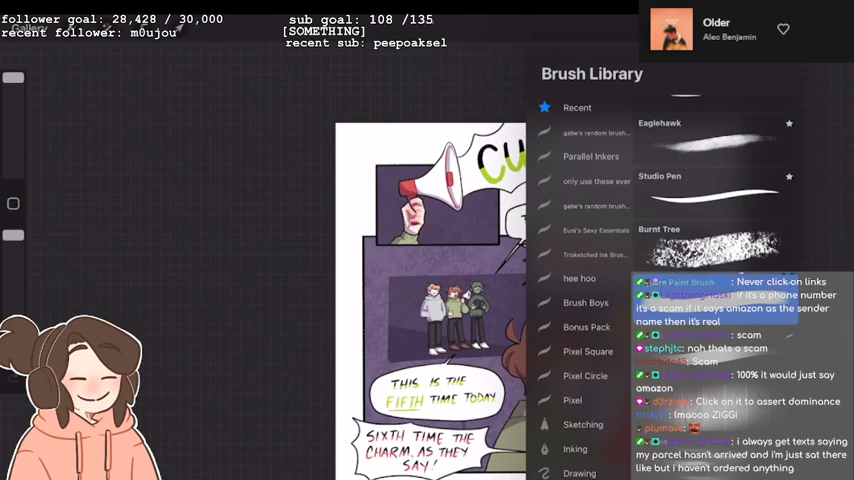 follower goal: 28,428 / 30,000
sub goal: 108 /135
Gallery
recent follower: m0ujou
[SOMETHING]
recent sub: peepoaksel
Older
Alec Benjamin
Brush Library
Recent
gabe's random brush...
Parallel Inkers
only use these ever
gabe's random brush...
Euni's Sexy Essentials
Trisketched Ink Brus...
hee hoo
Brush Boys
Bonus Pack
Pixel Square
Pixel Circle
Pixel
Sketching
Inking
Drawing
Eaglehawk
Studio Pen
Burnt Tree
CU
THIS IS THE
FIFTH TIME TODAY
SIXTH TIME THE
CHARM, AS THEY
SAY!
Paint Brush
: Never click on links
: if it's a phone number
it's a scam if it says amazon as the sender
name then it's real
: scam
stephjtc: nah thats a scam
: Scam
: 100% it would just say
amazon
: Click on it to assert dominance
: lmaooo ZIGGI
plumave:
: i always get texts saying
my parcel hasn't arrived and i'm just sat there
like but i haven't ordered anything